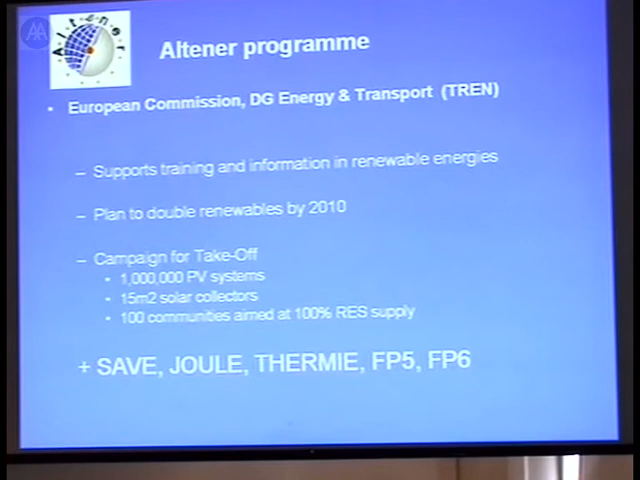 AA
Altener
Altener programme
• European Commission, DG Energy & Transport (TREN)
– Supports training and information in renewable energies
– Plan to double renewables by 2010
– Campaign for Take-Off
• 1,000,000 PV systems
• 15m2 solar collectors
• 100 communities aimed at 100% RES supply
+ SAVE, JOULE, THERMIE, FP5, FP6